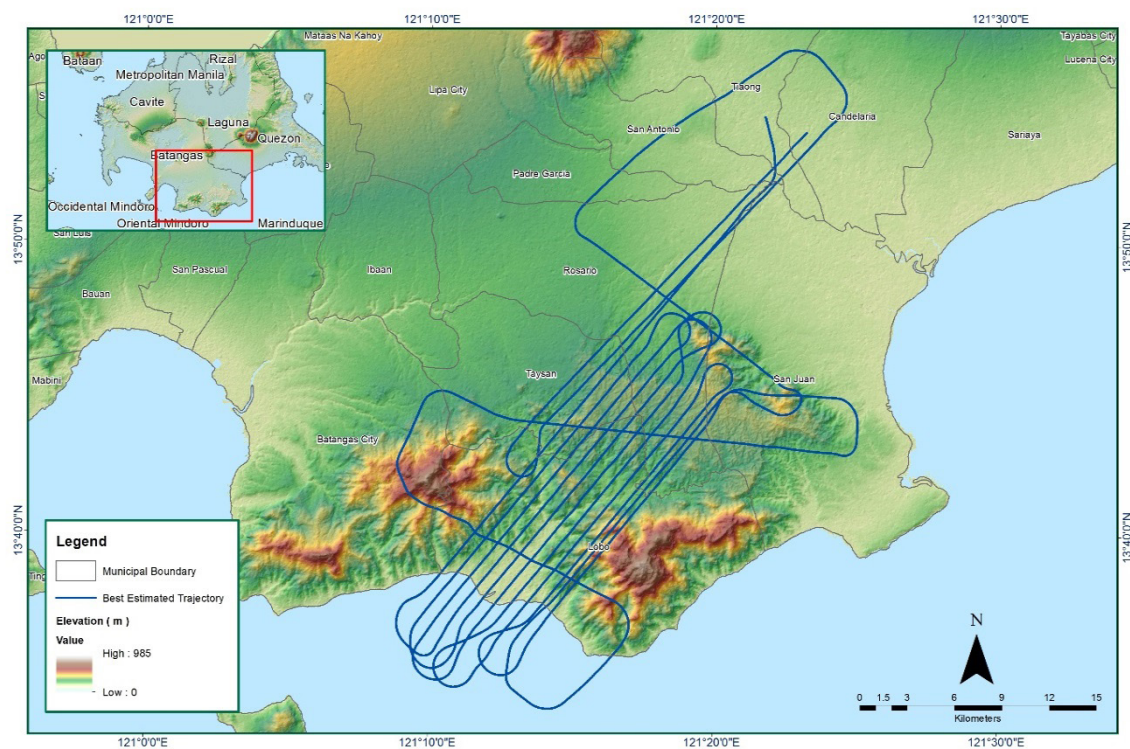 121°0'0"E
121°10'0"E
121°20'0"E
121°30'0"E
Mataas Na Kahoy
Tayabas City
Lucena City
Bataan
Rizal
Metropolitan Manila
Cavite
Laguna
Quezon
Batangas
Occidental Mindoro
Oriental Mindoro
Marinduque
Lipa City
Tiaong
Candelaria
San Antonio
Sariaya
Padre Garcia
13°50'0"N
13°50'0"N
San Luis
San Pascual
Ibaan
Rosario
Bauan
Mabini
Taysan
San Juan
Batangas City
13°40'0"N
13°40'0"N
Lobo
Legend
Municipal Boundary
Best Estimated Trajectory
Elevation ( m )
Value
High : 985
Low : 0
N
0 1.5 3 6 9 12 15
Kilometers
121°0'0"E
121°10'0"E
121°20'0"E
121°30'0"E